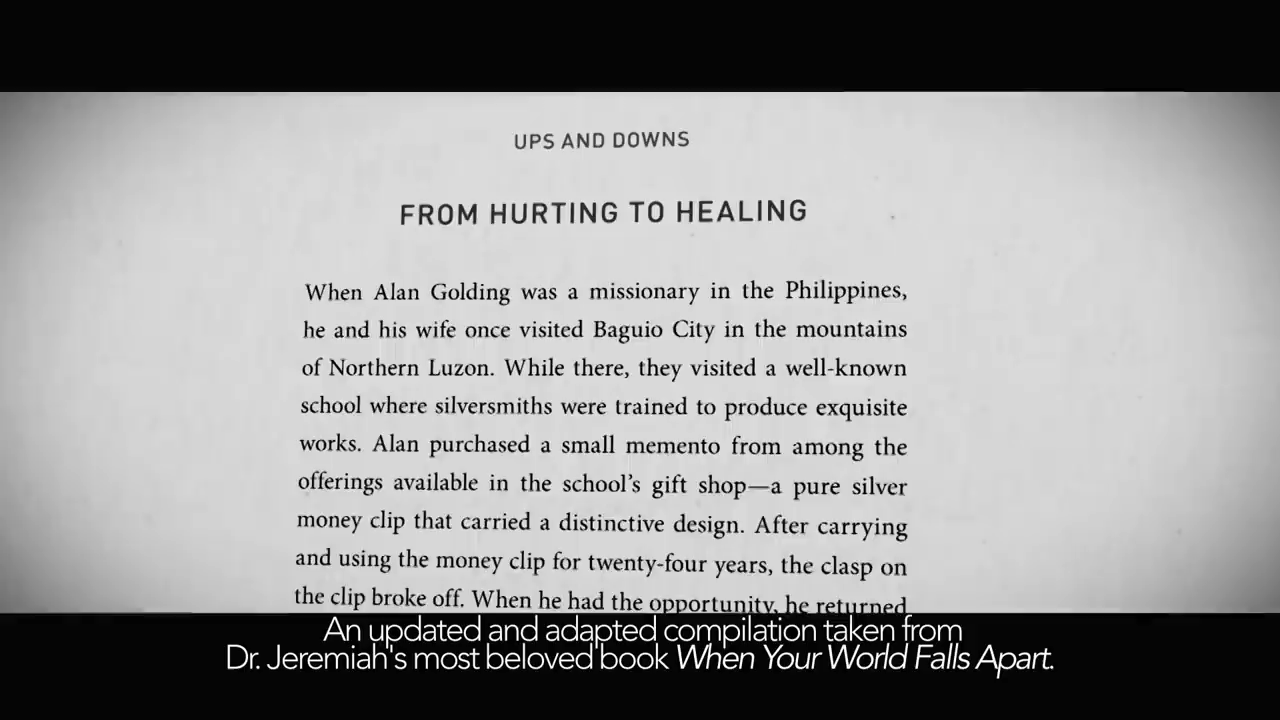 UPS AND DOWNS
FROM HURTING TO HEALING
When Alan Golding was a missionary in the Philippines,
he and his wife once visited Baguio City in the mountains
of Northern Luzon. While there, they visited a well-known
school where silversmiths were trained to produce exquisite
works. Alan purchased a small memento from among the
offerings available in the school's gift shop—a pure silver
money clip that carried a distinctive design. After carrying
and using the money clip for twenty-four years, the clasp on
the clip broke off. When he had the opportunity, he returned
An updated and adapted compilation taken from
Dr. Jeremiah's most beloved book When Your World Falls Apart.